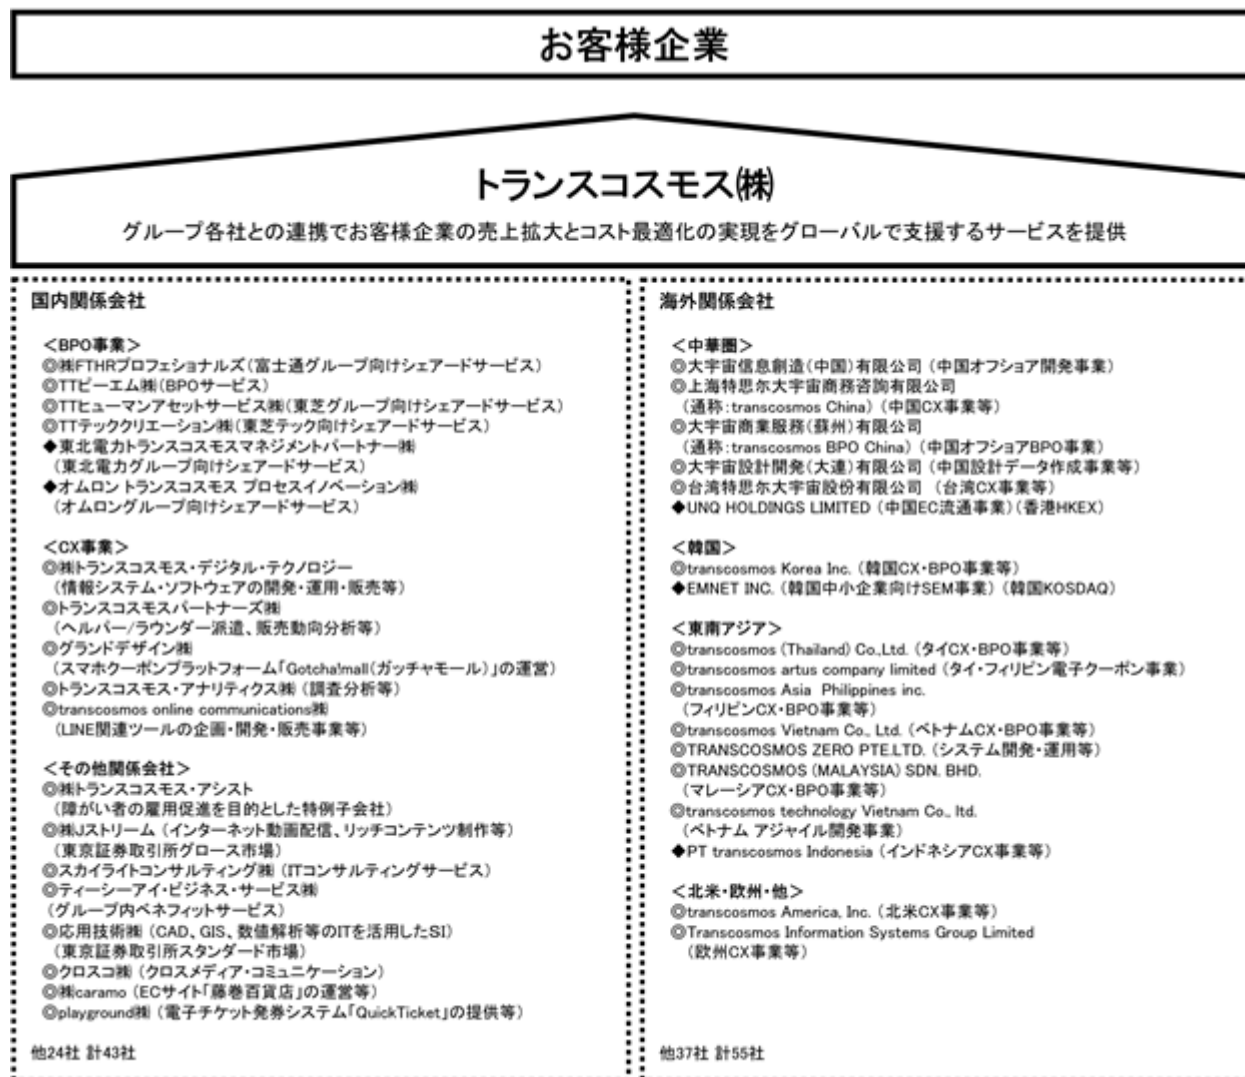 お客様企業
トランスコスモス㈱
グループ各社との連携でお客様企業の売上拡大とコスト最適化の実現をグローバルで支援するサービスを提供
国内関係会社
＜BPO事業＞
◎㈱FTHRプロフェショナルズ（富士通グループ向けシェアードサービス）
◎TTピーエム㈱（BPOサービス）
◎TTヒューマンアセットサービス㈱（東芝グループ向けシェアードサービス）
◎TTテッククリエーション㈱（東芝テック向けシェアードサービス）
◆東北電力トランスコスモスマネジメントパートナー㈱
（東北電力グループ向けシェアードサービス）
◆オムロン トランスコスモス プロセスイノベーション㈱
（オムロングループ向けシェアードサービス）
＜CX事業＞
◎㈱トランスコスモス・デジタル・テクノロジー
（情報システム・ソフトウェアの開発・運用・販売等）
◎トランスコスモスパートナーズ㈱
（ヘルパー/ラウンダー派遣、販売動向分析等）
◎グランドデザイン㈱
（スマホクーポンプラットフォーム「Gotcha!mall（ガッチャモール）」の運営）
◎トランスコスモス・アナリティクス㈱（調査分析等）
◎transcosmos online communications㈱
（LINE関連ツールの企画・開発・販売事業等）
＜その他関係会社＞
◎㈱トランスコスモス・アシスト
（障がい者の雇用促進を目的とした特例子会社）
◎㈱Jストリーム（インターネット動画配信、リッチコンテンツ制作等）
（東京証券取引所グロース市場）
◎スカイライトコンサルティング㈱（ITコンサルティングサービス）
◎ティーシーアイ・ビジネス・サービス㈱
（グループ内ベネフィットサービス）
◎応用技術㈱（CAD、GIS、数値解析等のITを活用したSI）
（東京証券取引所スタンダード市場）
◎クロスコ㈱（クロスメディア・コミュニケーション）
◎㈱caramo（ECサイト「藤巻百貨店」の運営等）
◎playground㈱（電子チケット発券システム「QuickTicket」の提供等）
他24社 計43社
海外関係会社
＜中華圏＞
◎大宇宙信息創造（中国）有限公司（中国オフショア開発事業）
◎上海特思尔大宇宙商務咨詢有限公司
（通称：transcosmos China）（中国CX事業等）
◎大宇宙商業服務（蘇州）有限公司
（通称：transcosmos BPO China）（中国オフショアBPO事業）
◎大宇宙設計開発（大連）有限公司（中国設計データ作成事業等）
◎台湾特思尔大宇宙股份有限公司 （台湾CX事業等）
◆UNQ HOLDINGS LIMITED（中国EC流通事業）（香港HKEX）
＜韓国＞
◎transcosmos Korea Inc.（韓国CX・BPO事業等）
◆EMNET INC.（韓国中小企業向けSEM事業）（韓国KOSDAQ）
＜東南アジア＞
◎transcosmos (Thailand) Co.,Ltd.（タイCX・BPO事業等）
◎transcosmos artus company limited（タイ・フィリピン電子クーポン事業）
◎transcosmos Asia Philippines inc.
（フィリピンCX・BPO事業等）
◎transcosmos Vietnam Co., Ltd.（ベトナムCX・BPO事業等）
◎TRANSCOSMOS ZERO PTE.LTD.（システム開発・運用等）
◎TRANSCOSMOS (MALAYSIA) SDN. BHD.
（マレーシアCX・BPO事業等）
◎transcosmos technology Vietnam Co., ltd.
（ベトナム アジャイル開発事業）
◆PT transcosmos Indonesia（インドネシアCX事業等）
＜北米・欧州・他＞
◎transcosmos America, Inc.（北米CX事業等）
◎Transcosmos Information Systems Group Limited
（欧州CX事業等）
他37社 計55社